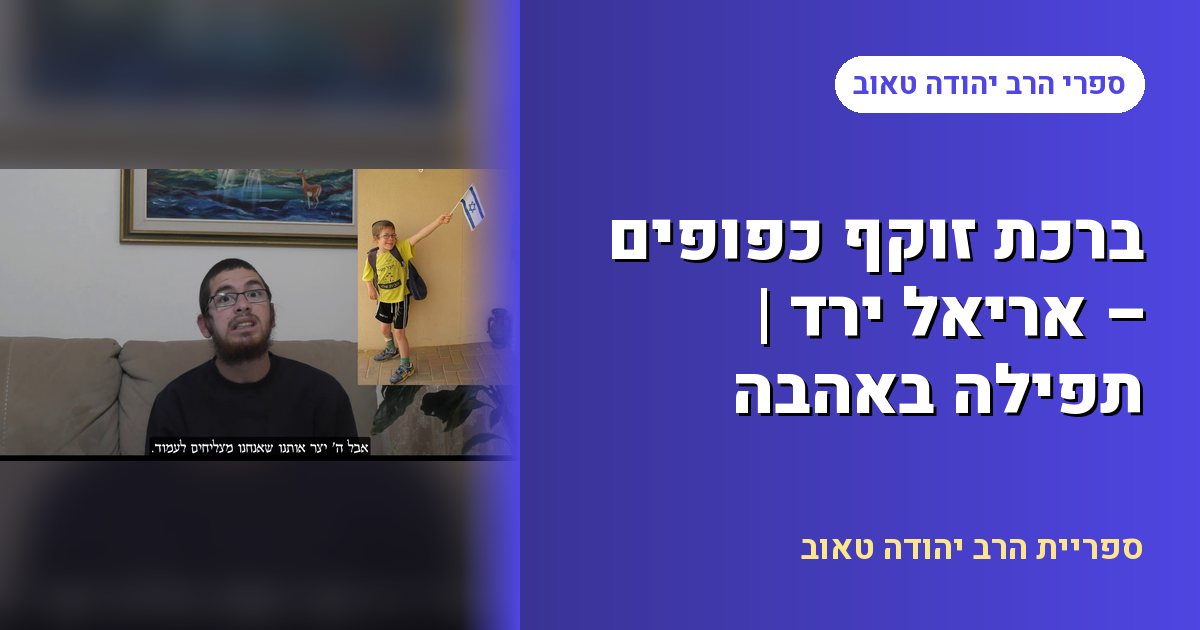 ספרי הרב יהודה טאוב
ברכת זוקף כפופים
– אריאל ירד |
תפילה באהבה
ספריית הרב יהודה טאוב
אבל ה' יצר אותנו שאנחנו מצליחים לעמוד.